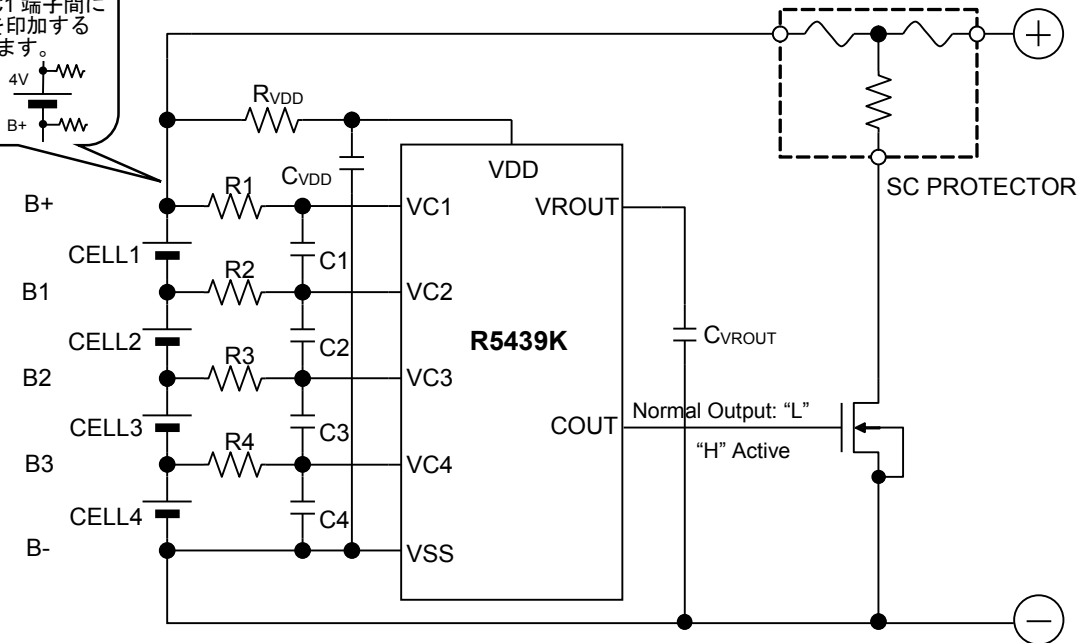 端子間に
を印加する
ます。
4V
B+
RVDD
CVDD
VDD
SC PROTECTOR
B+
R1
VC1
VROUT
CELL1
C1
B1
R2
VC2
CELL2
C2
R5439K
CVROUT
B2
R3
VC3
CELL3
C3
COUT
Normal Output: “L”
“H” Active
B3
R4
VC4
CELL4
C4
B-
VSS